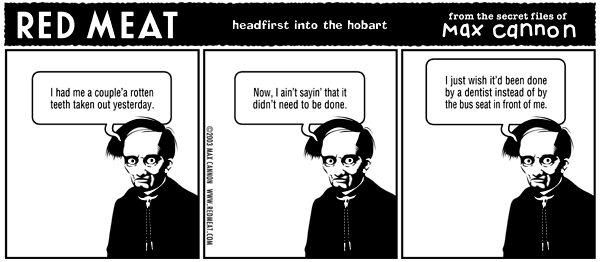 RED MEAT
headfirst into the hobart
from the secret files of
max cannon
I had me a couple'a rotten
teeth taken out yesterday.
©2003 MAX CANNON WWW.REDMEAT.COM
Now, I ain't sayin' that it
didn't need to be done.
I just wish it'd been done
by a dentist instead of by
the bus seat in front of me.